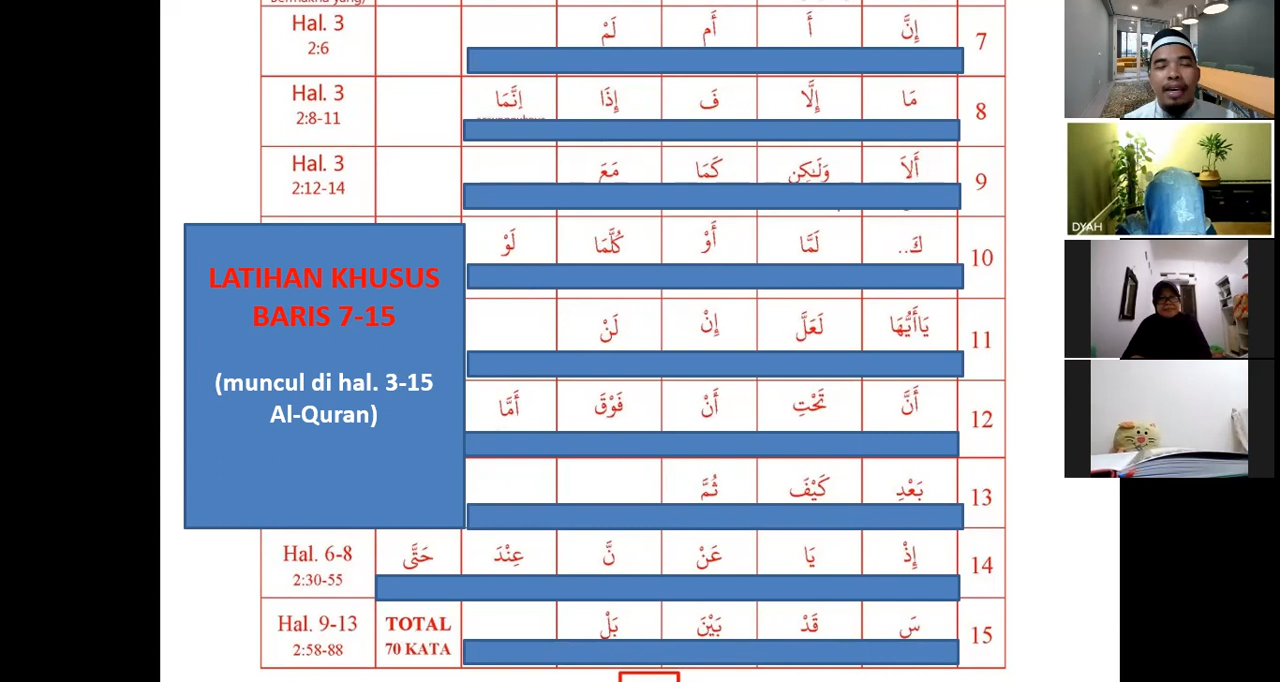 Hal. 3
2:6
لَمْ أَم أَ إِنَّ 7
Hal. 3
2:8-11
إِنَّمَا إِذَا فَ إِلَّا مَا 8
Hal. 3
2:12-14
مَعَ كَمَا وَلَـٰكِن أَلاَ 9
لَوْ كُلَّمَا أَوْ لَمَّا كَ.. 10
لَنْ إِنْ لَعَلَّ يَاأَيُّهَا 11
أَمَّا فَوْقَ أَنْ تَحْتِ أَنَّ 12
ثُمَّ كَيْفَ بَعْدِ 13
Hal. 6-8
2:30-55
حَتَّى عِنْدَ نَّ عَنْ يَا إِذْ 14
Hal. 9-13
2:58-88
TOTAL
70 KATA
بَلْ بَيْنَ قَدْ سَ 15
LATIHAN KHUSUS
BARIS 7-15
(muncul di hal. 3-15
Al-Quran)
DYAH